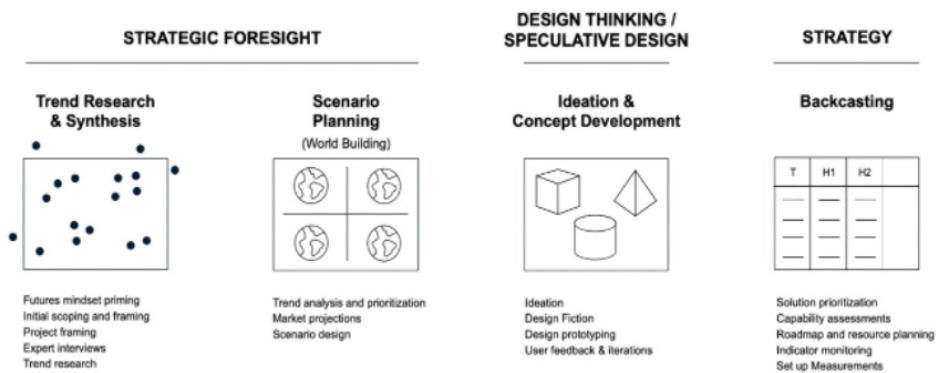 STRATEGIC FORESIGHT
DESIGN THINKING /
SPECULATIVE DESIGN
STRATEGY
Trend Research
& Synthesis
Scenario
Planning
(World Building)
Ideation &
Concept Development
Backcasting
T H1 H2
Futures mindset priming
Initial scoping and framing
Project framing
Expert interviews
Trend research
Trend analysis and prioritization
Market projections
Scenario design
Ideation
Design Fiction
Design prototyping
User feedback & iterations
Solution prioritization
Capability assessments
Roadmap and resource planning
Indicator monitoring
Set up Measurements